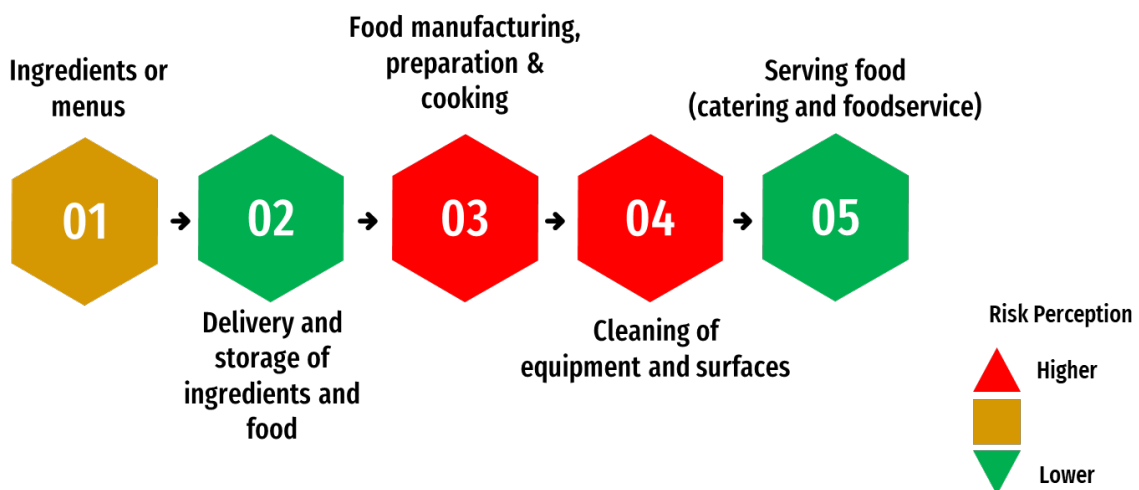 Ingredients or
menus
01
02
Delivery and
storage of
ingredients and
food
Food manufacturing,
preparation &
cooking
03
04
Cleaning of
equipment and surfaces
Serving food
(catering and foodservice)
05
Risk Perception
Higher
Lower